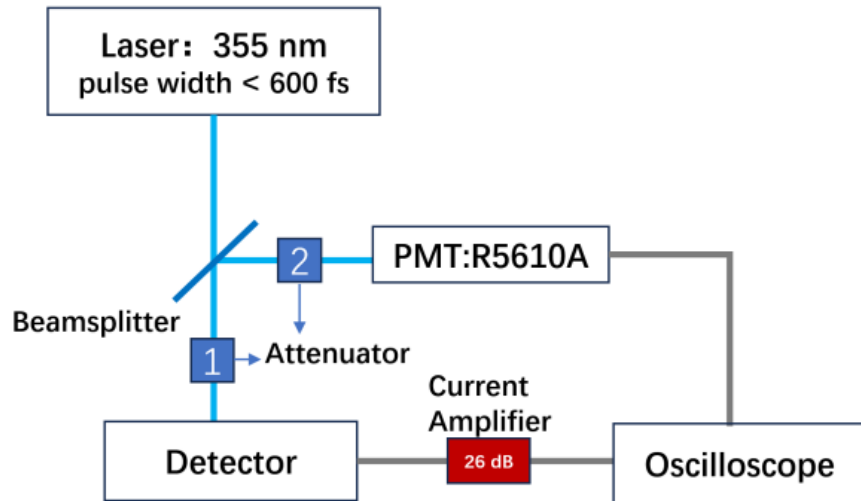 Laser：355 nm
pulse width < 600 fs
2
PMT:R5610A
Beamsplitter
1
Attenuator
Current
Amplifier
Detector
26 dB
Oscilloscope